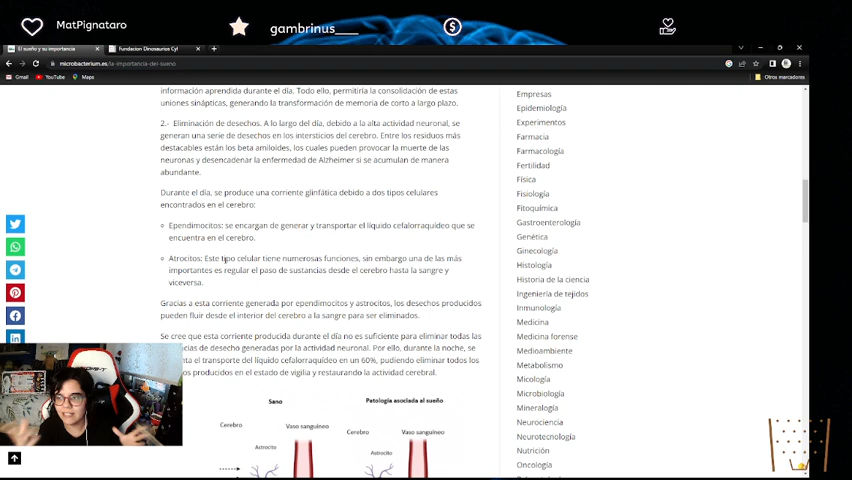 MatPignataro
gambrinus____
El sueño y su importancia
Fundacion Dinosaurios Cyl
microbacterium.es/la-importancia-del-sueno
Gmail
YouTube
Maps
Otros marcadores
información aprendida durante el día. Todo ello, permitiría la consolidación de estas
uniones sinápticas, generando la transformación de memoria de corto a largo plazo.
2.- Eliminación de desechos. A lo largo del día, debido a la alta actividad neuronal, se
generan una serie de desechos en los intersticios del cerebro. Entre los residuos más
destacables están los beta amiloides, los cuales pueden provocar la muerte de las
neuronas y desencadenar la enfermedad de Alzheimer si se acumulan de manera
abundante.
Durante el día, se produce una corriente glinfática debido a dos tipos celulares
encontrados en el cerebro:
Ependimocitos: se encargan de generar y transportar el líquido cefalorraquídeo que se
encuentra en el cerebro.
Atrocitos: Este tipo celular tiene numerosas funciones, sin embargo una de las más
importantes es regular el paso de sustancias desde el cerebro hasta la sangre y
viceversa.
Gracias a esta corriente generada por ependimocitos y astrocitos, los desechos producidos
pueden fluir desde el interior del cerebro a la sangre para ser eliminados.
Se cree que esta corriente producida durante el día no es suficiente para eliminar todas las
de desecho generadas por la actividad neuronal. Por ello, durante la noche, se
el transporte del líquido cefalorraquídeo en un 60%, pudiendo eliminar todos los
producidos en el estado de vigilia y restaurando la actividad cerebral.
Sano
Patología asociada al sueño
Cerebro
Vaso sanguíneo
Cerebro
Vaso sanguíneo
Astrocito
Astrocito
Empresas
Epidemiología
Experimentos
Farmacia
Farmacología
Fertilidad
Física
Fisiología
Fitoquímica
Gastroenterología
Genética
Ginecología
Histología
Historia de la ciencia
Ingeniería de tejidos
Inmunología
Medicina
Medicina forense
Medioambiente
Metabolismo
Micología
Microbiología
Mineralogía
Neurociencia
Neurotecnología
Nutrición
Oncología